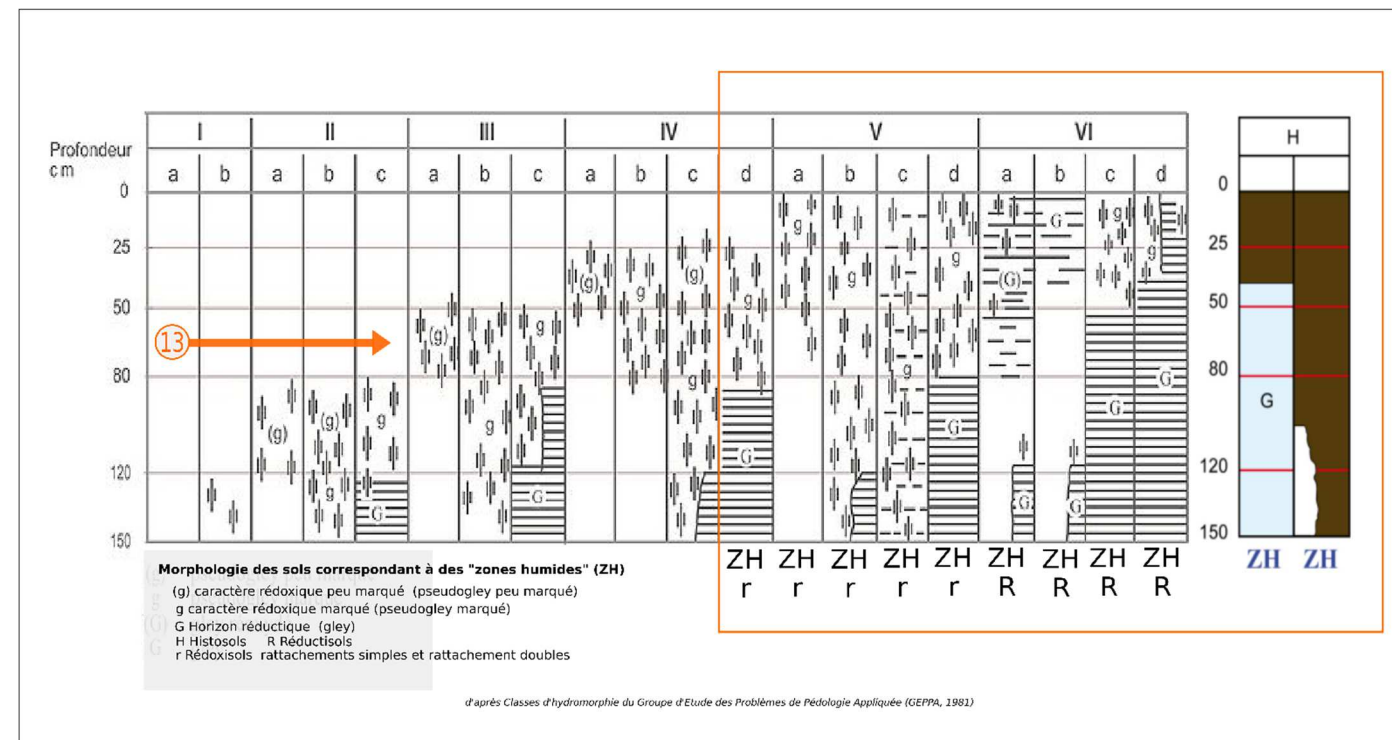 I II III IV V VI H
Profondeur
cm
a b a b c a b c a b c d a b c d a b c d
0 0
g g G g
25 25
(g) g (g) g g g (G) g
50 50
13 (g) g
80 80
(g) (g) g g g g G G G
g g G G G
120 120
G G G G G
150 150
ZH ZH ZH ZH ZH ZH ZH ZH ZH ZH ZH
r r r r r R R R R
Morphologie des sols correspondant à des "zones humides" (ZH)
(g) caractère rédoxique peu marqué (pseudogley peu marqué)
g caractère rédoxique marqué (pseudogley marqué)
G Horizon réductique (gley)
H Histosols R Réductisols
r Rédoxisols rattachements simples et rattachement doubles
d'après Classes d'hydromorphie du Groupe d'Etude des Problèmes de Pédologie Appliquée (GEPPA, 1981)